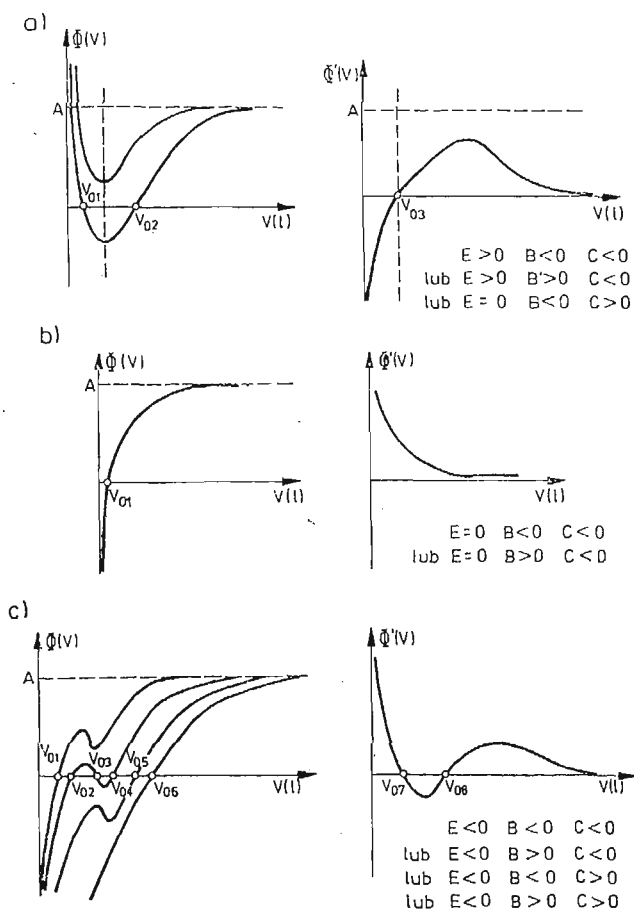 a)
Φ(V)
A
V01
V02
V(l)
Φ'(V)
A
V03
V(l)
E>0 B<0 C<0
lub E>0 B'>0 C<0
lub E=0 B<0 C>0
b)
Φ(V)
A
V01
V(l)
Φ'(V)
V(l)
E=0 B<0 C<0
lub E=0 B>0 C<0
c)
Φ(V)
A
V01
V02
V03
V04
V05
V06
V(l)
Φ'(V)
V07
V08
V(l)
E<0 B<0 C<0
lub E<0 B>0 C<0
lub E<0 B<0 C>0
lub E<0 B>0 C>0